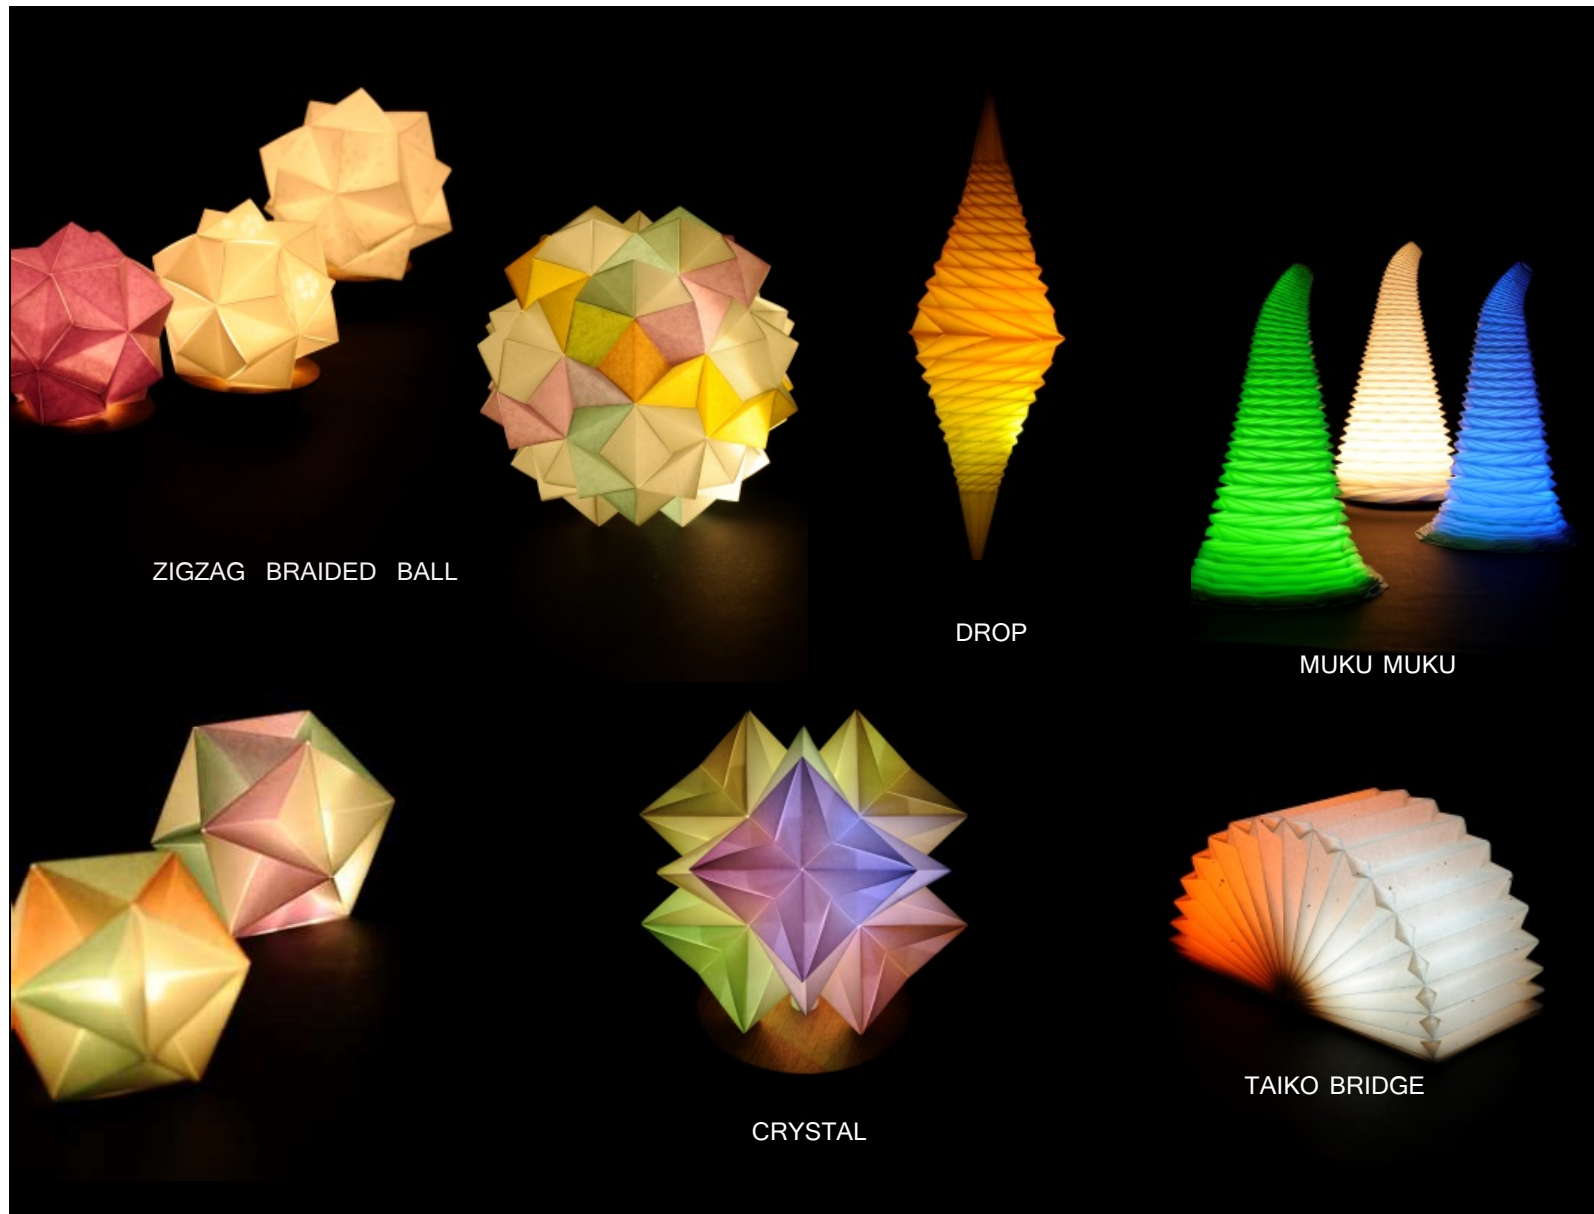 ZIGZAG BRAIDED BALL
DROP
MUKU MUKU
CRYSTAL
TAIKO BRIDGE